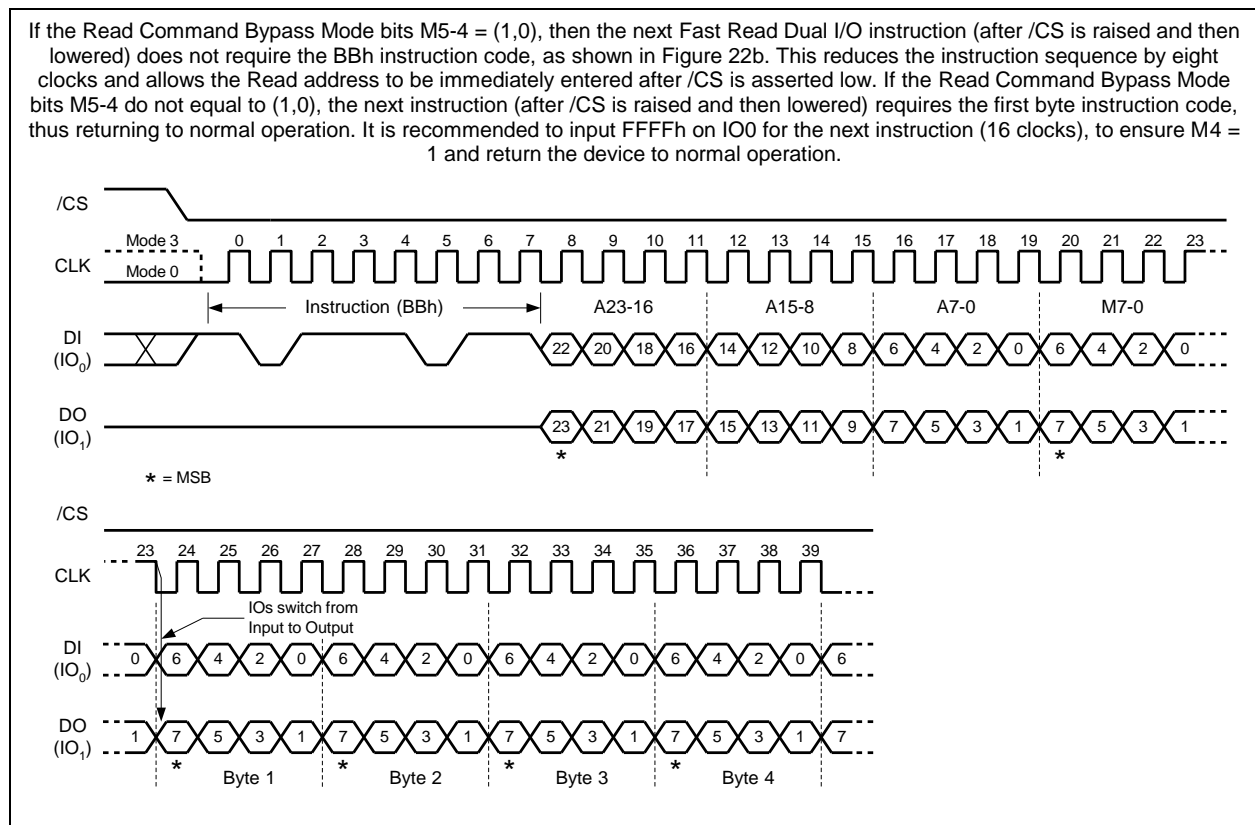 If the Read Command Bypass Mode bits M5-4 = (1,0), then the next Fast Read Dual I/O instruction (after /CS is raised and then
lowered) does not require the BBh instruction code, as shown in Figure 22b. This reduces the instruction sequence by eight
clocks and allows the Read address to be immediately entered after /CS is asserted low. If the Read Command Bypass Mode
bits M5-4 do not equal to (1,0), the next instruction (after /CS is raised and then lowered) requires the first byte instruction code,
thus returning to normal operation. It is recommended to input FFFFh on IO0 for the next instruction (16 clocks), to ensure M4 =
1 and return the device to normal operation.
/CS
Mode 3 0 1 2 3 4 5 6 7 8 9 10 11 12 13 14 15 16 17 18 19 20 21 22 23
CLK Mode 0
Instruction (BBh) A23-16 A15-8 A7-0 M7-0
DI
(IO0) 22 20 18 16 14 12 10 8 6 4 2 0 6 4 2 0
DO
(IO1) 23 21 19 17 15 13 11 9 7 5 3 1 7 5 3 1
* *
* = MSB
/CS
23 24 25 26 27 28 29 30 31 32 33 34 35 36 37 38 39
CLK
IOs switch from
Input to Output
DI
(IO0) 0 6 4 2 0 6 4 2 0 6 4 2 0 6 4 2 0 6
DO
(IO1) 1 7 5 3 1 7 5 3 1 7 5 3 1 7 5 3 1 7
* * * *
Byte 1 Byte 2 Byte 3 Byte 4